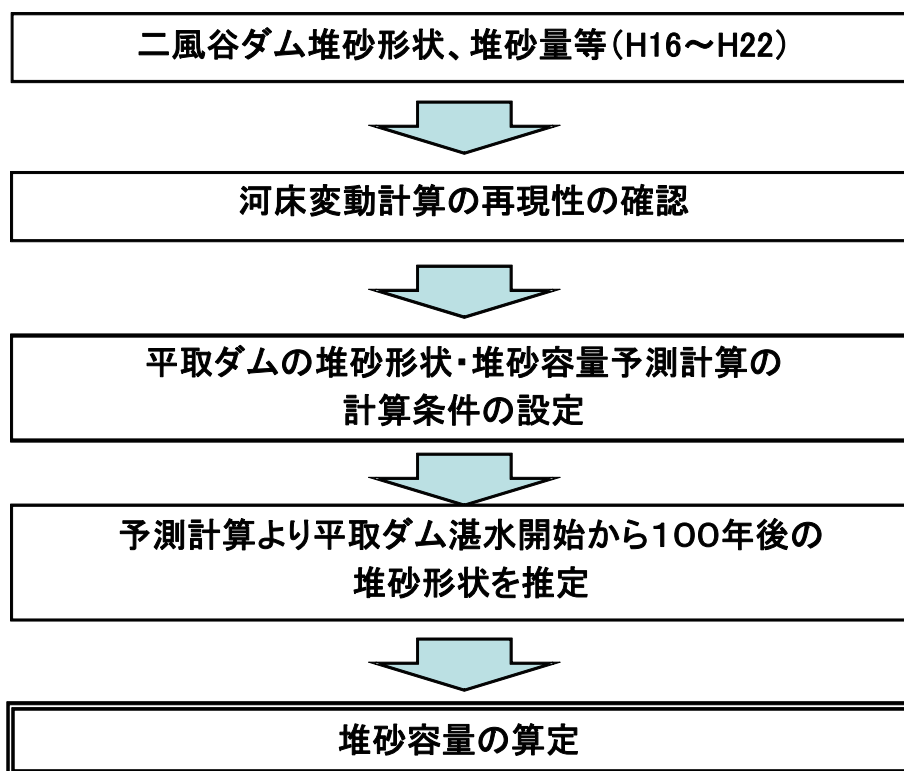 二風谷ダム堆砂形状、堆砂量等(H16～H22)
河床変動計算の再現性の確認
平取ダムの堆砂形状・堆砂容量予測計算の
計算条件の設定
予測計算より平取ダム湛水開始から100年後の
堆砂形状を推定
堆砂容量の算定